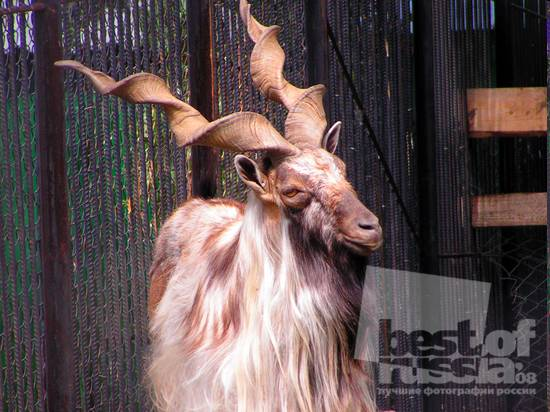 best of
russia '08
лучшие фотографии россии